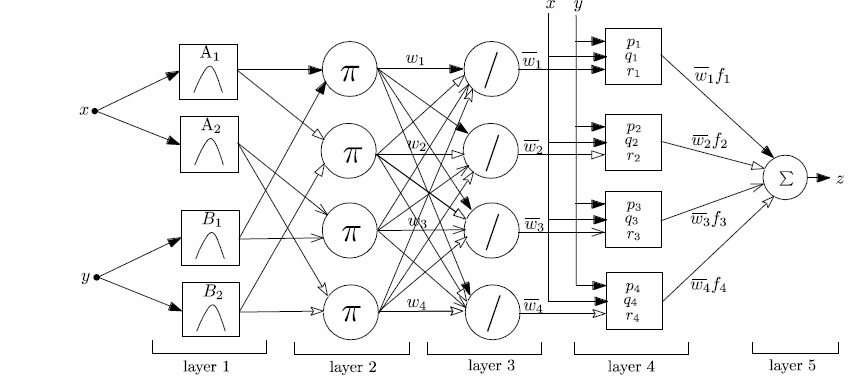 x y
A₁ π w₁ / w̅₁ p₁ q₁ r₁ w̅₁f₁
x
A₂ π w₂ / w̅₂ p₂ q₂ r₂ w̅₂f₂
Σ z
B₁ π w₃ / w̅₃ p₃ q₃ r₃ w̅₃f₃
y
B₂ π w₄ / w̅₄ p₄ q₄ r₄ w̅₄f₄
layer 1 layer 2 layer 3 layer 4 layer 5